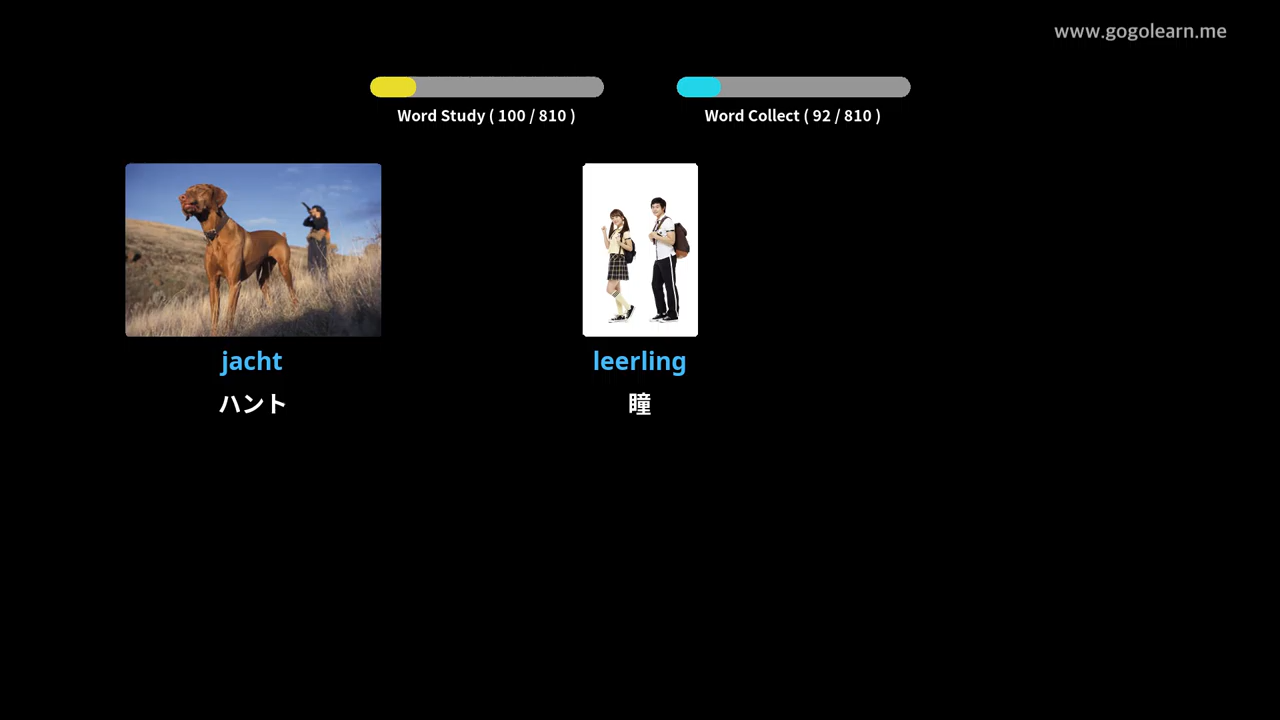 www.gogolearn.me
Word Study ( 100 / 810 )
Word Collect ( 92 / 810 )
jacht
leerling
ハント
瞳